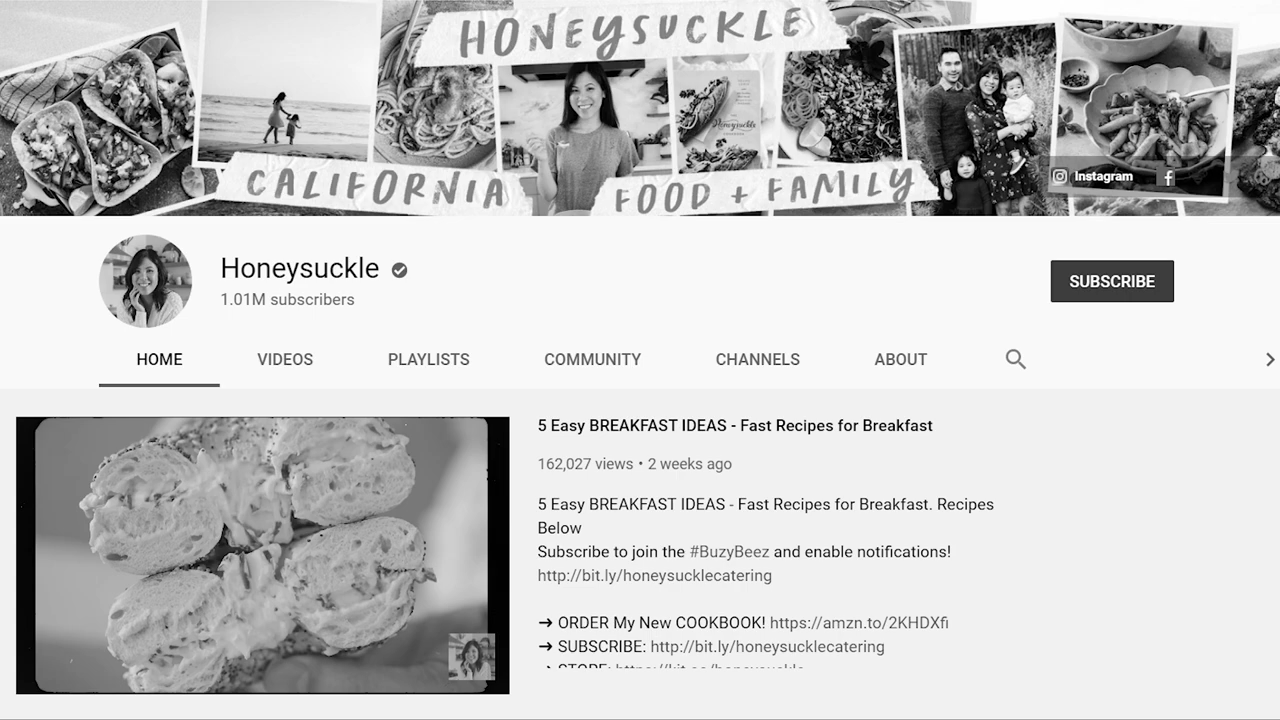 HONEYSUCKLE
CALIFORNIA
FOOD + FAMILY
Honeysuckle
Instagram
Honeysuckle
1.01M subscribers
SUBSCRIBE
HOME VIDEOS PLAYLISTS COMMUNITY CHANNELS ABOUT
5 Easy BREAKFAST IDEAS - Fast Recipes for Breakfast
162,027 views • 2 weeks ago
5 Easy BREAKFAST IDEAS - Fast Recipes for Breakfast. Recipes
Below
Subscribe to join the #BuzyBeez and enable notifications!
http://bit.ly/honeysucklecatering
➔ ORDER My New COOKBOOK! https://amzn.to/2KHDXfi
➔ SUBSCRIBE: http://bit.ly/honeysucklecatering